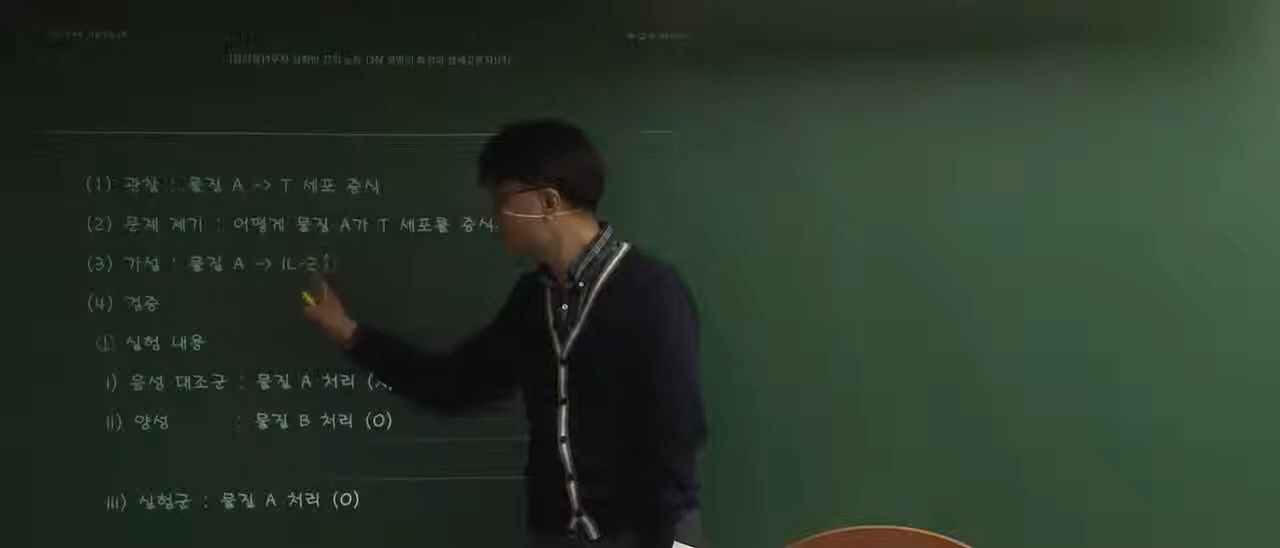 (1) 관찰 : 물질 A -> T 세포 증식
(2) 문제 제기 : 어떻게 물질 A가 T 세포를 증식
(3) 가설 : 물질 A -> IL-2↑
(4) 검증
① 실험 내용
i) 음성 대조군 : 물질 A 처리 (X)
ii) 양성 : 물질 B 처리 (O)
iii) 실험군 : 물질 A 처리 (O)